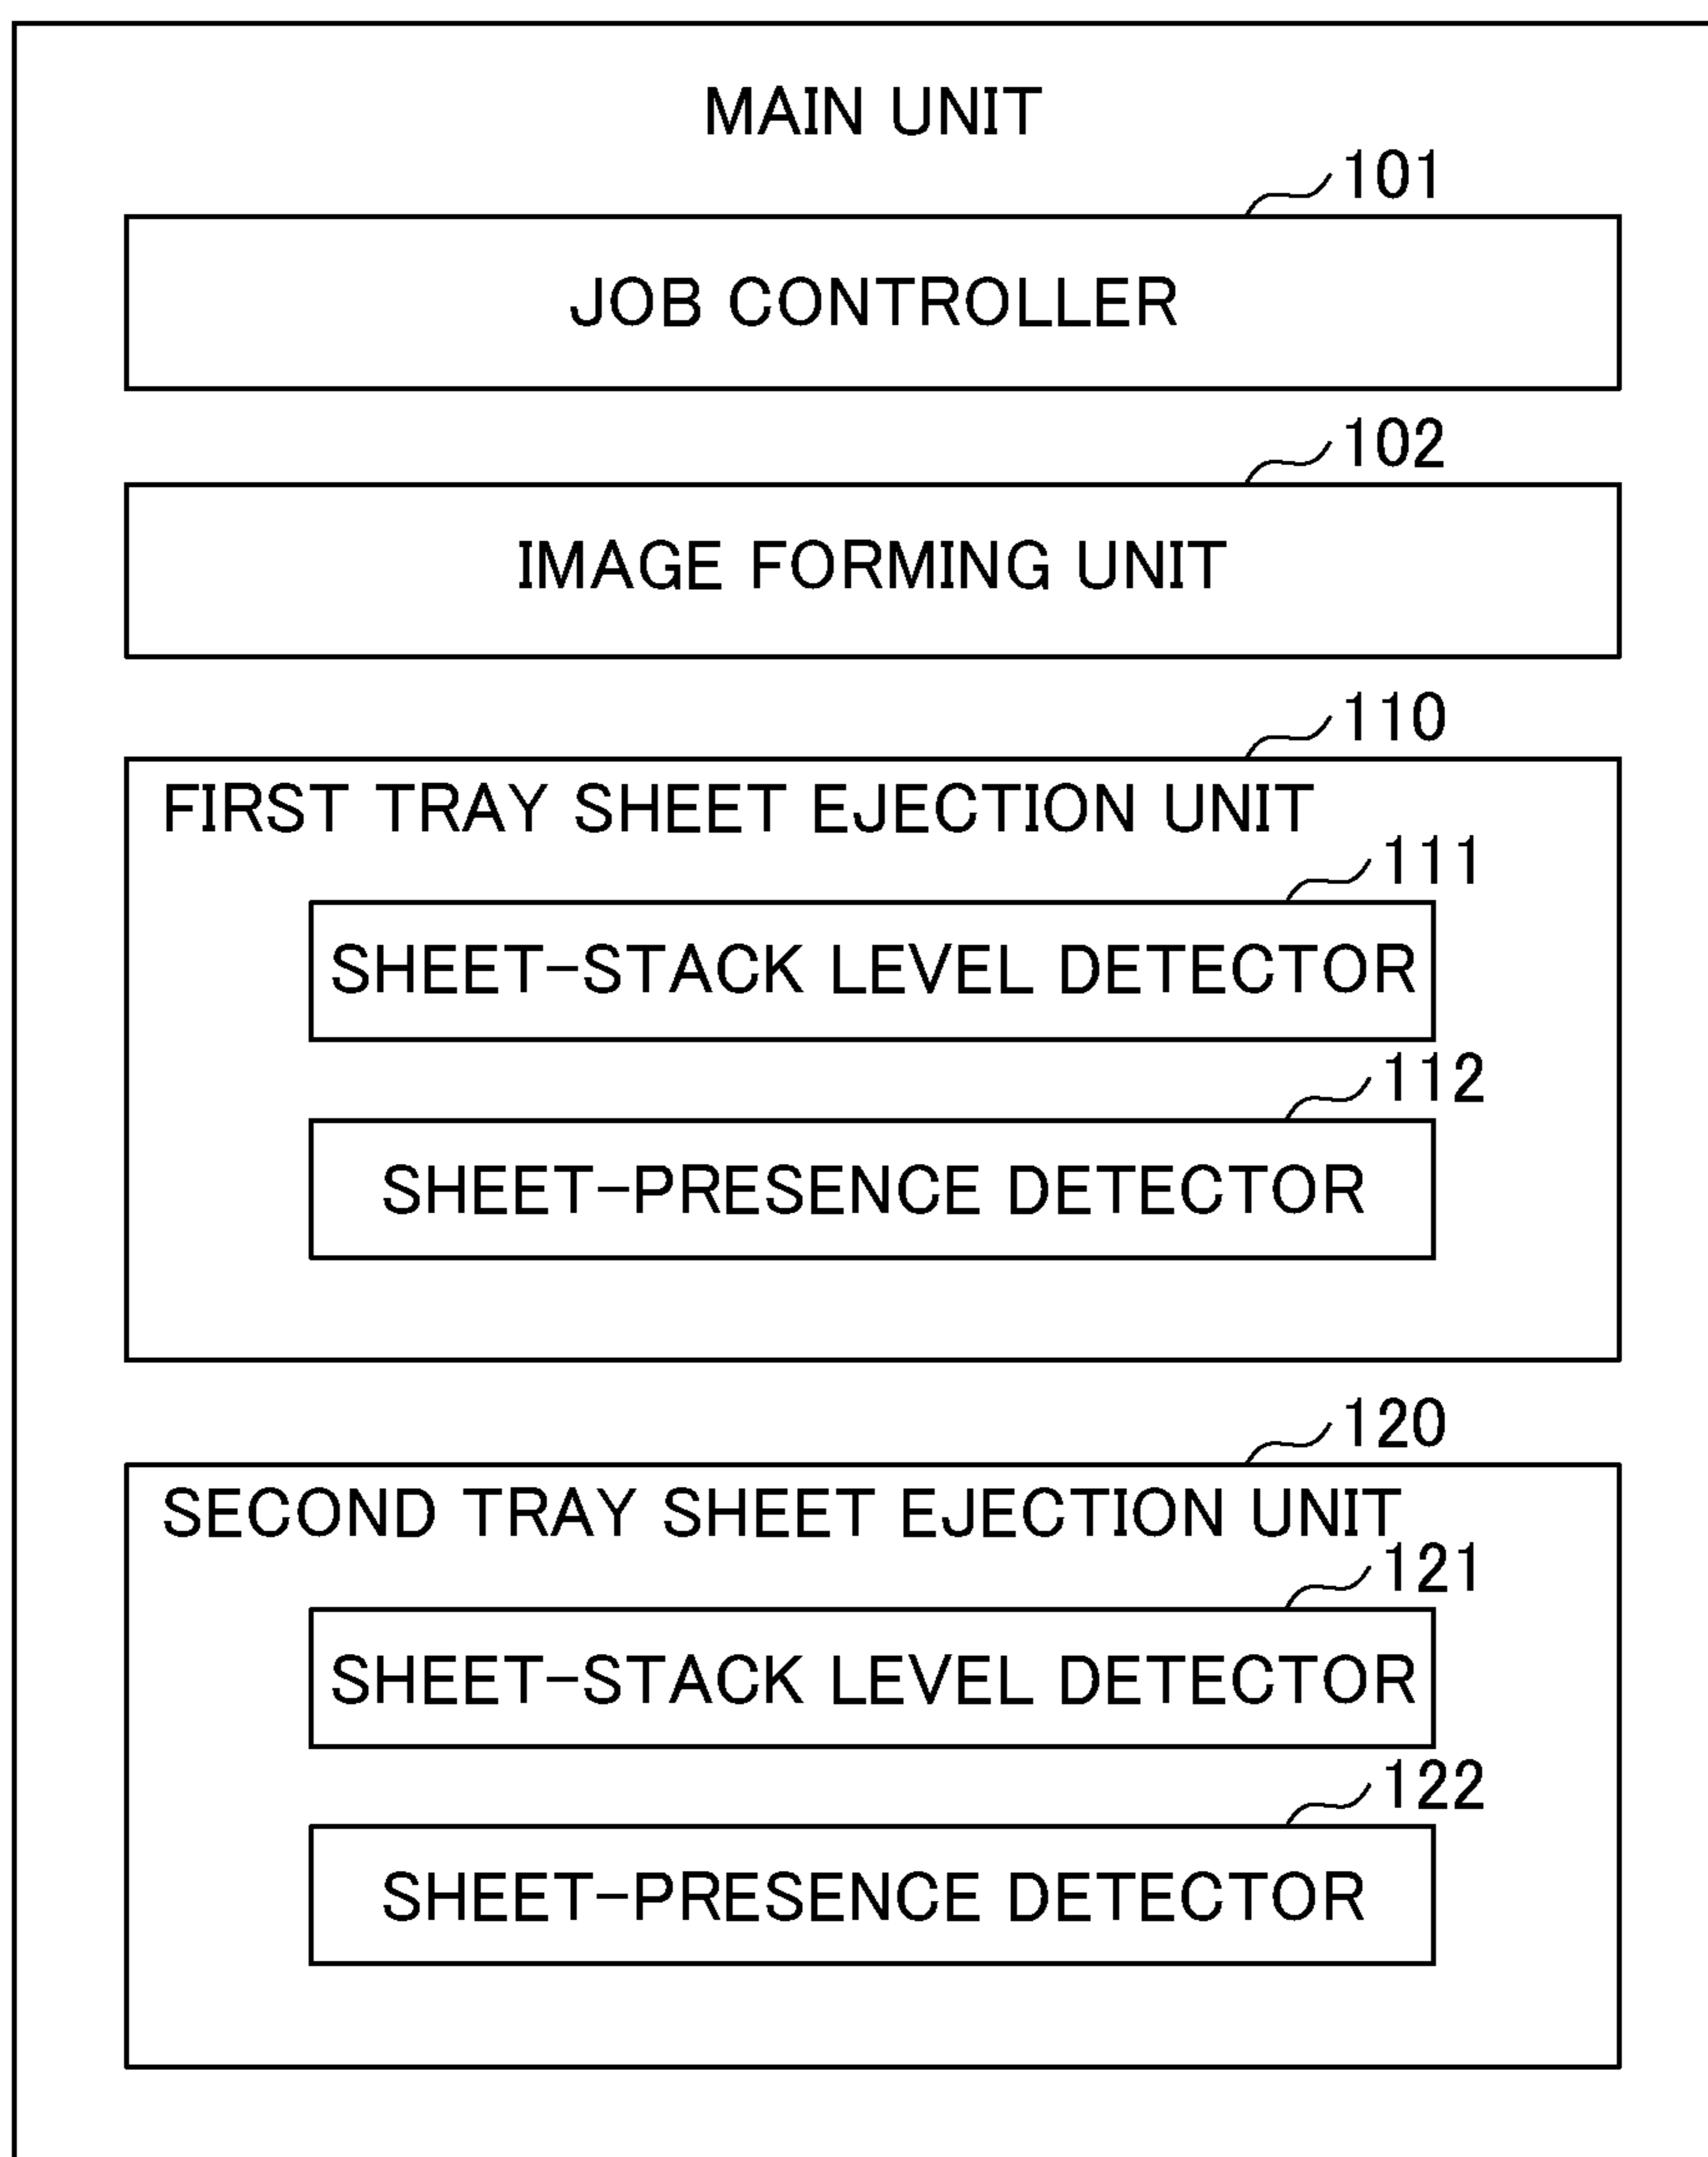 MAIN UNIT
101
JOB CONTROLLER
102
IMAGE FORMING UNIT
110
FIRST TRAY SHEET EJECTION UNIT
111
SHEET-STACK LEVEL DETECTOR
112
SHEET-PRESENCE DETECTOR
120
SECOND TRAY SHEET EJECTION UNIT
121
SHEET-STACK LEVEL DETECTOR
122
SHEET-PRESENCE DETECTOR